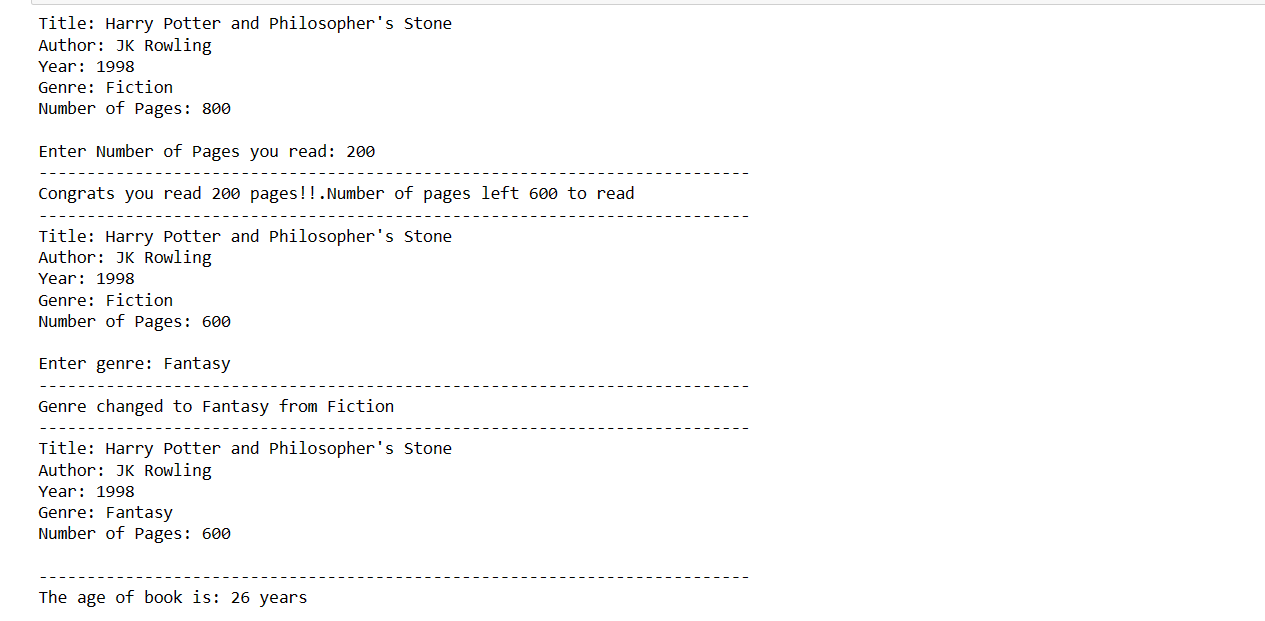 Title: Harry Potter and Philosopher's Stone
Author: JK Rowling
Year: 1998
Genre: Fiction
Number of Pages: 800
Enter Number of Pages you read: 200
--------------------------------------------------------------------------
Congrats you read 200 pages!!.Number of pages left 600 to read
--------------------------------------------------------------------------
Title: Harry Potter and Philosopher's Stone
Author: JK Rowling
Year: 1998
Genre: Fiction
Number of Pages: 600
Enter genre: Fantasy
--------------------------------------------------------------------------
Genre changed to Fantasy from Fiction
--------------------------------------------------------------------------
Title: Harry Potter and Philosopher's Stone
Author: JK Rowling
Year: 1998
Genre: Fantasy
Number of Pages: 600
--------------------------------------------------------------------------
The age of book is: 26 years